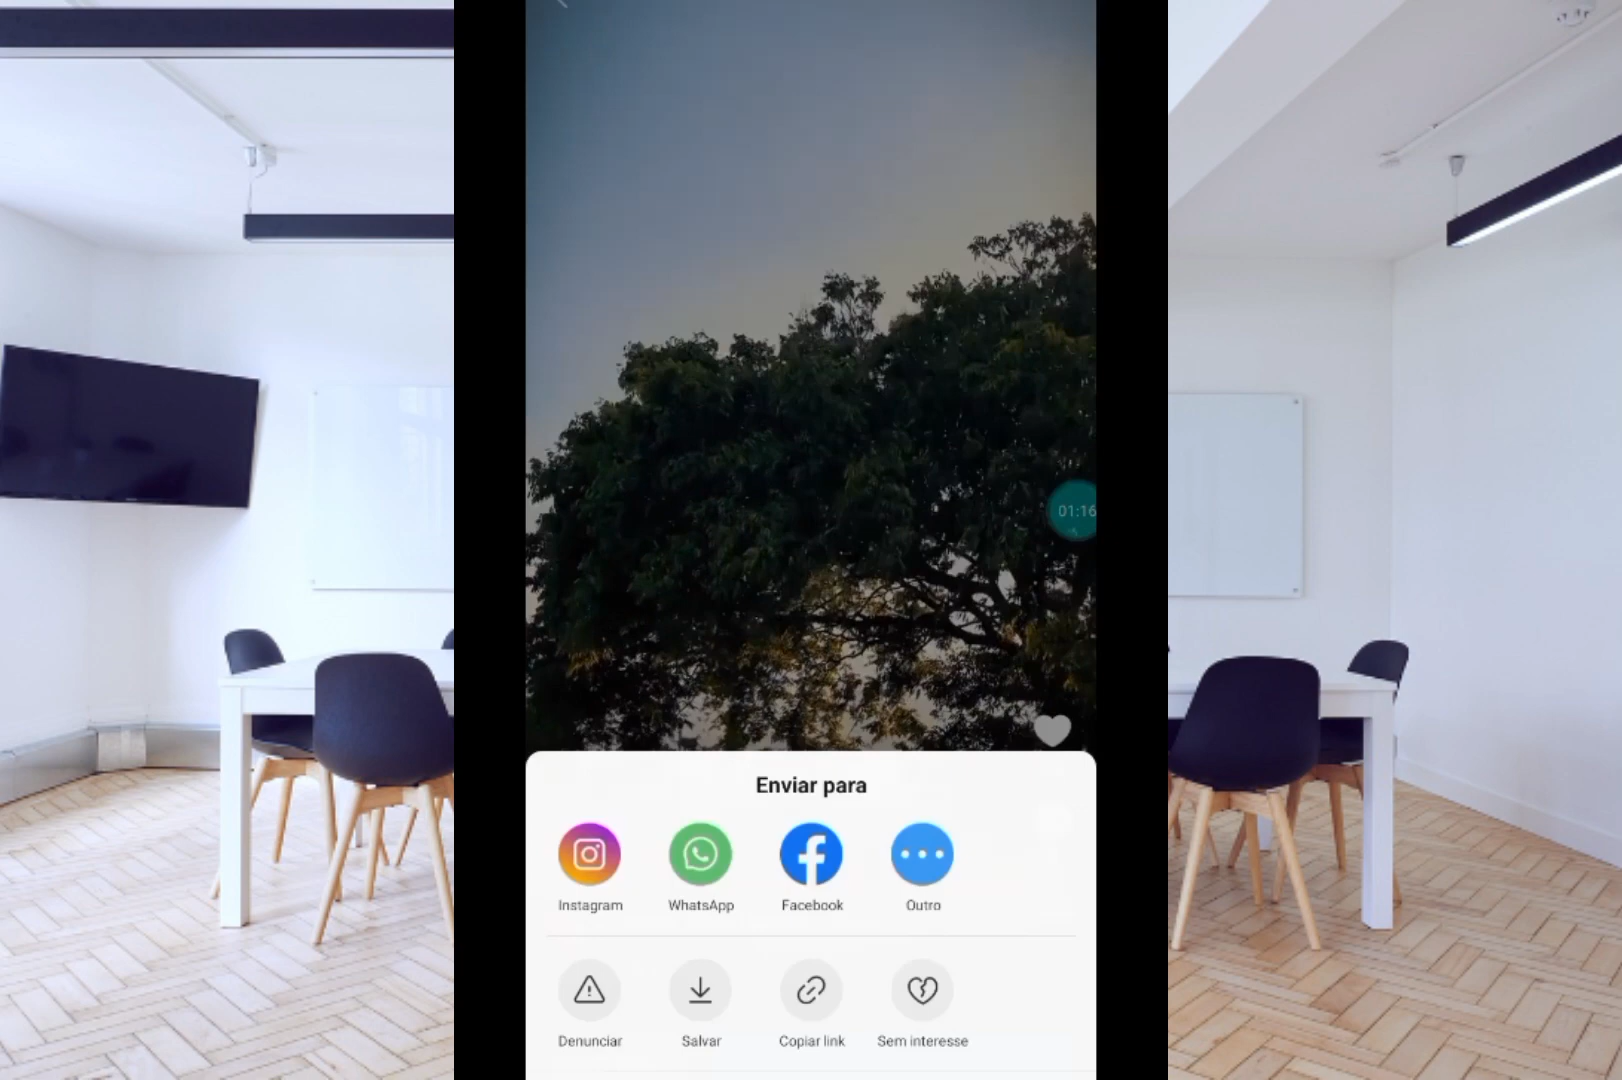 01:16
Enviar para
Instagram WhatsApp Facebook Outro
Denunciar Salvar Copiar link Sem interesse